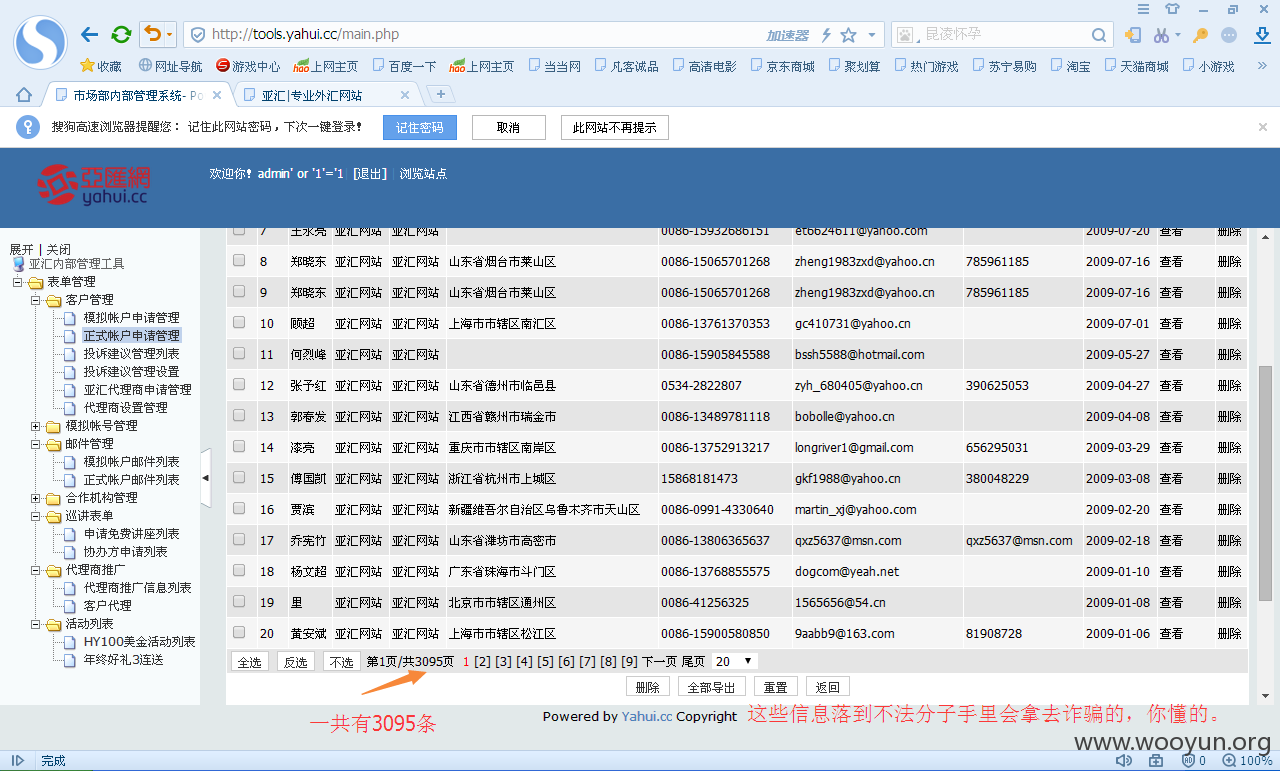 http://tools.yahui.cc/main.php 加速器 昆凌怀孕
收藏 网址导航 游戏中心 hao上网主页 百度一下 hao上网主页 当当网 凡客诚品 高清电影 京东商城 聚划算 热门游戏 苏宁易购 淘宝 天猫商城 小游戏 »
市场部内部管理系统- Po 亚汇|专业外汇网站
搜狗高速浏览器提醒您： 记住此网站密码，下次一键登录! 记住密码 取消 此网站不再提示
亞匯網 yahui.cc 欢迎你! admin' or '1'='1 [退出] 浏览站点
展开 | 关闭
亚汇内部管理工具
表单管理
客户管理
模拟帐户申请管理
正式帐户申请管理
投诉建议管理列表
投诉建议管理设置
亚汇代理商申请管理
代理商设置管理
模拟帐号管理
邮件管理
模拟帐户邮件列表
正式帐户邮件列表
合作机构管理
巡讲表单
申请免费讲座列表
协办方申请列表
代理商推广
代理商推广信息列表
客户代理
活动列表
HY100美金活动列表
年终好礼3连送
7 王永亮 亚汇网站 亚汇网站 0086-15932686151 et6624611@yahoo.com 2009-07-20 查看 删除
8 郑晓东 亚汇网站 亚汇网站 山东省烟台市莱山区 0086-15065701268 zheng1983zxd@yahoo.cn 785961185 2009-07-16 查看 删除
9 郑晓东 亚汇网站 亚汇网站 山东省烟台市莱山区 0086-15065701268 zheng1983zxd@yahoo.cn 785961185 2009-07-16 查看 删除
10 顾超 亚汇网站 亚汇网站 上海市市辖区南汇区 0086-13761370353 gc410731@yahoo.cn 2009-07-01 查看 删除
11 何烈峰 亚汇网站 亚汇网站 0086-15905845588 bssh5588@hotmail.com 2009-05-27 查看 删除
12 张子红 亚汇网站 亚汇网站 山东省德州市临邑县 0534-2822807 zyh_680405@yahoo.cn 390625053 2009-04-27 查看 删除
13 郭春发 亚汇网站 亚汇网站 江西省赣州市瑞金市 0086-13489781118 bobolle@yahoo.cn 2009-04-08 查看 删除
14 漆亮 亚汇网站 亚汇网站 重庆市市辖区南岸区 0086-13752913217 longriver1@gmail.com 656295031 2009-03-29 查看 删除
15 傅国凯 亚汇网站 亚汇网站 浙江省杭州市上城区 15868181473 gkf1988@yahoo.cn 380048229 2009-03-08 查看 删除
16 贾滨 亚汇网站 亚汇网站 新疆维吾尔自治区乌鲁木齐市天山区 0086-0991-4330640 martin_xj@yahoo.com 2009-02-20 查看 删除
17 乔宪竹 亚汇网站 亚汇网站 山东省潍坊市高密市 0086-13806365637 qxz5637@msn.com qxz5637@msn.com 2009-02-18 查看 删除
18 杨文超 亚汇网站 亚汇网站 广东省珠海市斗门区 0086-13768855575 dogcom@yeah.net 2009-01-10 查看 删除
19 里 亚汇网站 亚汇网站 北京市市辖区通州区 0086-41256325 1565656@54.cn 2009-01-08 查看 删除
20 黄安斌 亚汇网站 亚汇网站 上海市市辖区松江区 0086-15900580850 9aabb9@163.com 81908728 2009-01-06 查看 删除
全选 反选 不选 第1页/共3095页 1 [2] [3] [4] [5] [6] [7] [8] [9] 下一页 尾页 20
删除 全部导出 重置 返回
一共有3095条
Powered by Yahui.cc Copyright
这些信息落到不法分子手里会拿去诈骗的，你懂的。
www.wooyun.org
完成 0 100%